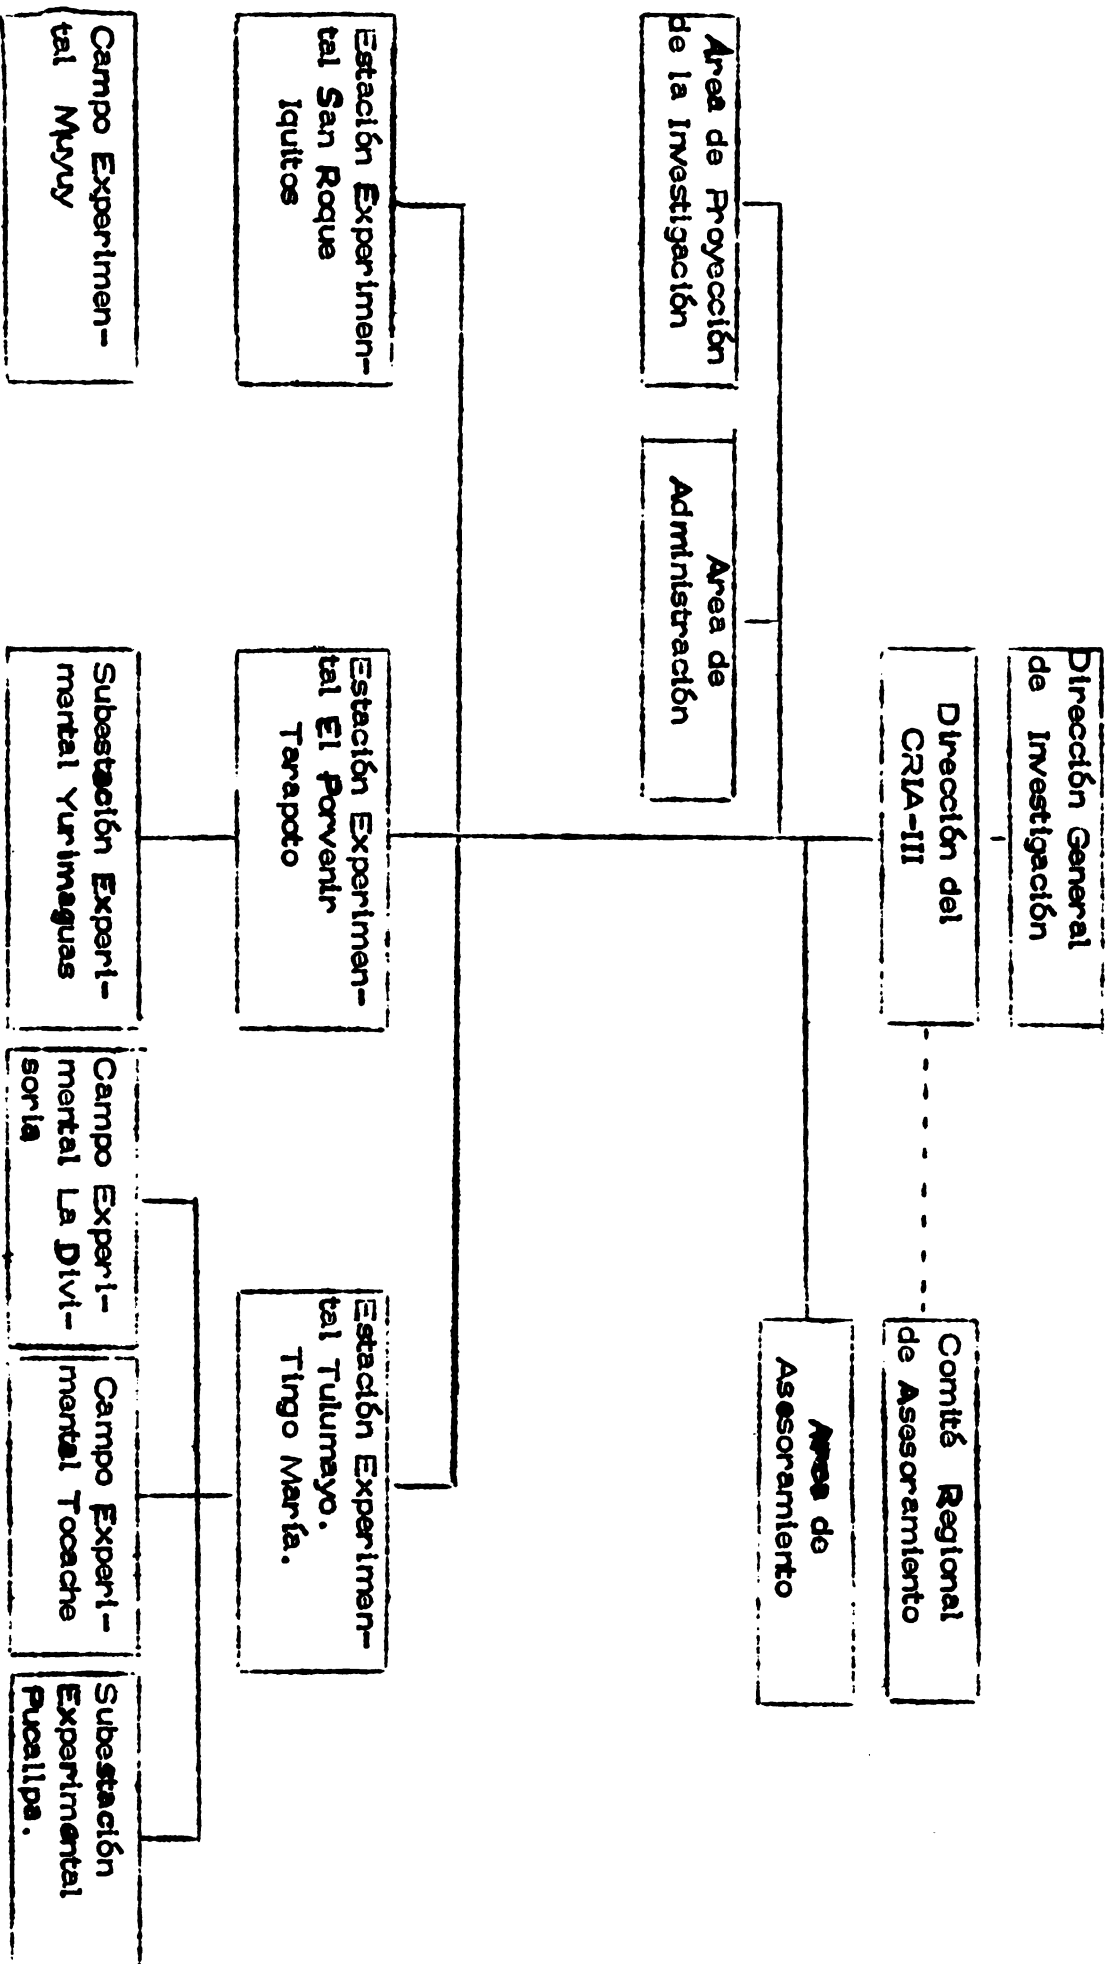 Dirección General
de Investigación
Dirección del
CRIA-III
Comité Regional
de Asesoramiento
Area de
Asesoramiento
Area de Proyección
de la Investigación
Area de
Administración
Estación Experimen-
tal San Roque
Iquitos
Estación Experimen-
tal El Porvenir
Tarapoto
Estación Experimen-
tal Tulumayo.
Tingo María.
Campo Experimen-
tal Muyuy
Subestación Experi-
mental Yurimaguas
Campo Experi-
mental La Divi-
soria
Campo Experi-
mental Tocache
Subestación
Experimental
Pucallpa.